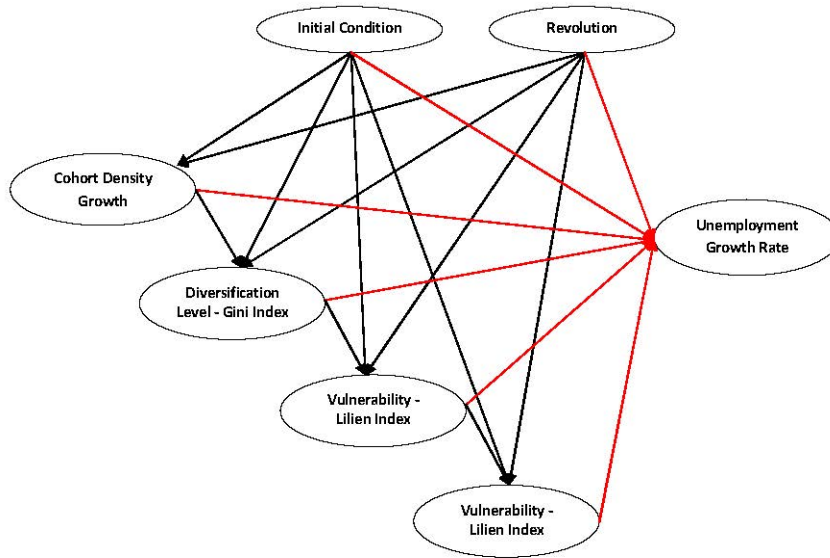 Initial Condition
Revolution
Cohort Density
Growth
Unemployment
Growth Rate
Diversification
Level - Gini Index
Vulnerability -
Lilien Index
Vulnerability -
Lilien Index